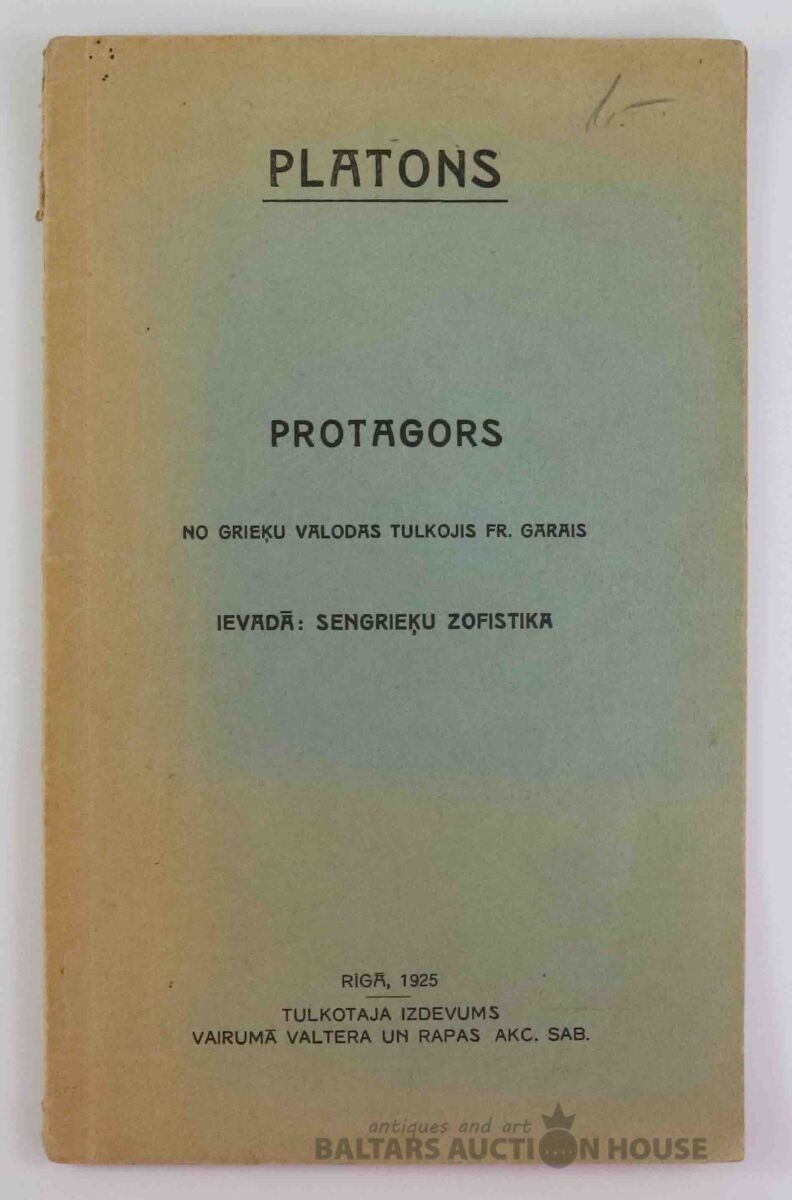 PLATONS
PROTAGORS
NO GRIEĶU VALODAS TULKOJIS FR. GARAIS
IEVADĀ: SENGRIEĶU ZOFISTIKA
RĪGĀ, 1925
TULKOTAJA IZDEVUMS
VAIRUMĀ VALTERA UN RAPAS AKC. SAB.
antiques and art
BALTARS AUCTION HOUSE